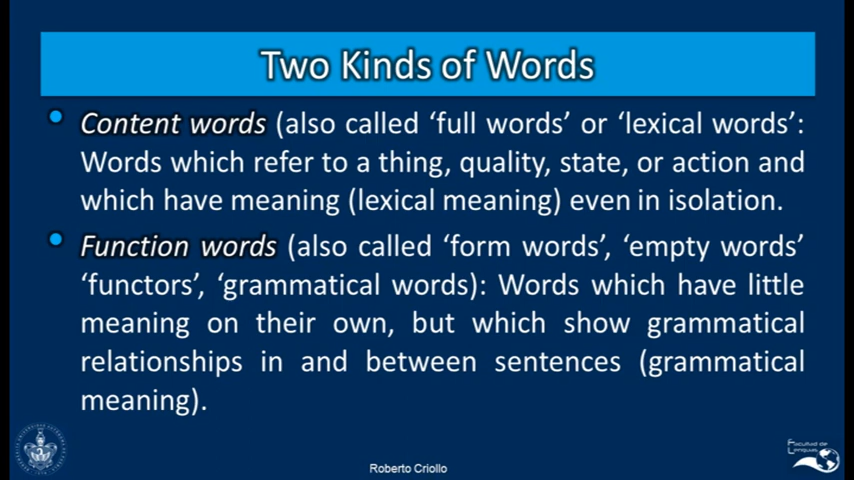 Two Kinds of Words
• Content words (also called ‘full words’ or ‘lexical words’:
Words which refer to a thing, quality, state, or action and
which have meaning (lexical meaning) even in isolation.
• Function words (also called ‘form words’, ‘empty words’
‘functors’, ‘grammatical words): Words which have little
meaning on their own, but which show grammatical
relationships in and between sentences (grammatical
meaning).
Facultad de
Lenguas
Roberto Criollo